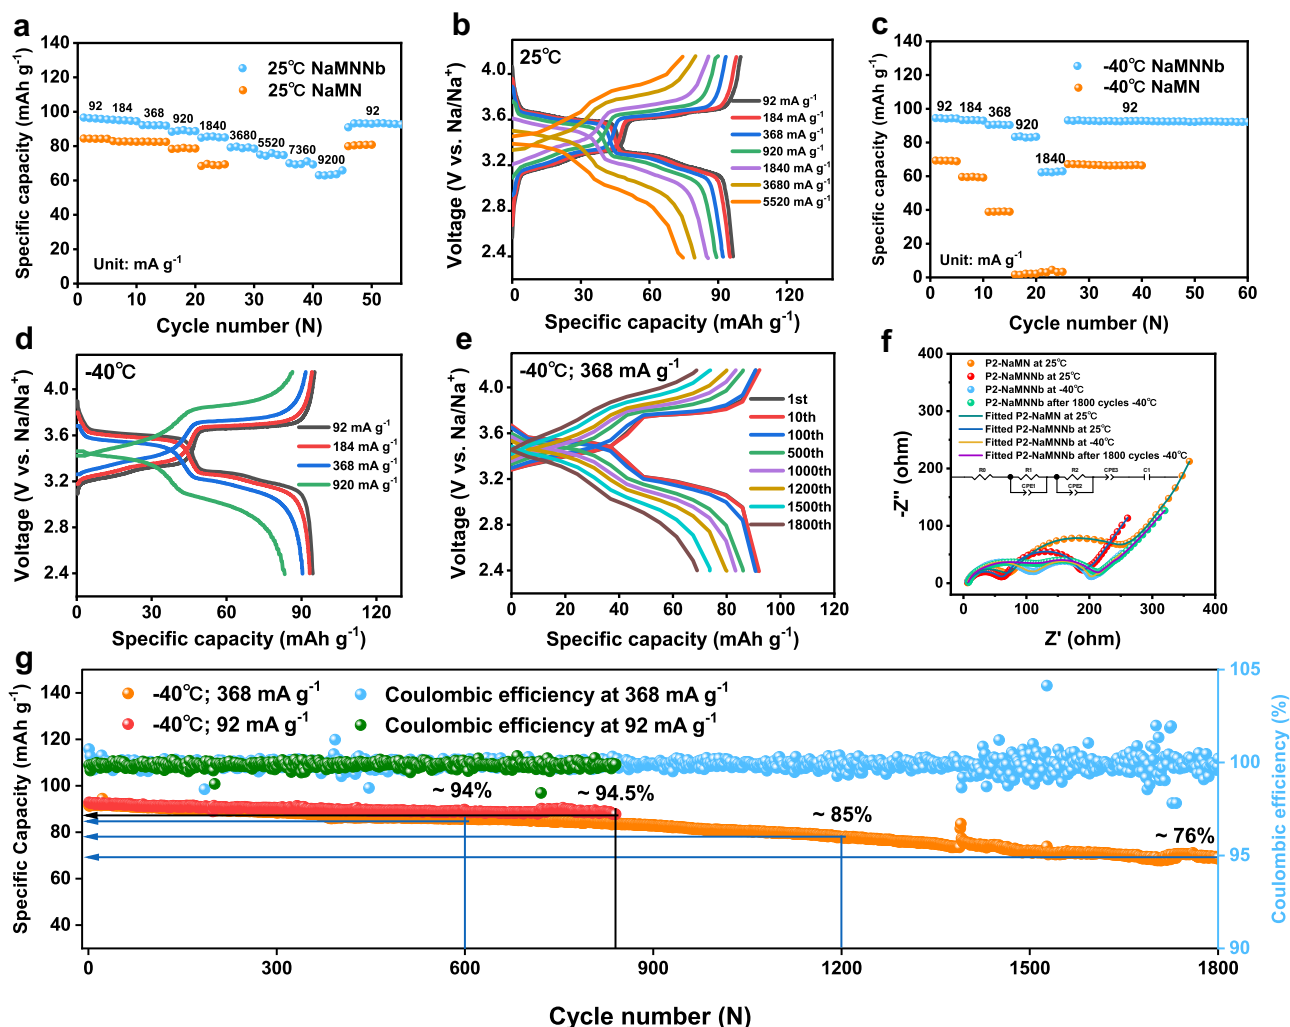 a
Specific capacity (mAh g-1)
140
120
100
80
60
40
20
0
25℃ NaMNNb
25℃ NaMN
92
184
368
920
1840
3680
5520
7360
9200
92
Unit: mA g-1
0
10
20
30
40
50
Cycle number (N)
b
Voltage (V vs. Na/Na+)
4.0
3.6
3.2
2.8
2.4
25℃
92 mA g-1
184 mA g-1
368 mA g-1
920 mA g-1
1840 mA g-1
3680 mA g-1
5520 mA g-1
0
30
60
90
120
Specific capacity (mAh g-1)
c
Specific capacity (mAh g-1)
140
120
100
80
60
40
20
0
-40℃ NaMNNb
-40℃ NaMN
92
184
368
920
1840
92
Unit: mA g-1
0
10
20
30
40
50
60
Cycle number (N)
d
Voltage (V vs. Na/Na+)
4.0
3.6
3.2
2.8
2.4
-40℃
92 mA g-1
184 mA g-1
368 mA g-1
920 mA g-1
0
30
60
90
120
Specific capacity (mAh g-1)
e
Voltage (V vs. Na/Na+)
4.0
3.6
3.2
2.8
2.4
-40℃; 368 mA g-1
1st
10th
100th
500th
1000th
1200th
1500th
1800th
0
20
40
60
80
100
120
Specific capacity (mAh g-1)
f
-Z'' (ohm)
400
300
200
100
0
P2-NaMN at 25℃
P2-NaMNNb at 25℃
P2-NaMNNb at -40℃
P2-NaMNNb after 1800 cycles -40℃
Fitted P2-NaMN at 25℃
Fitted P2-NaMNNb at 25℃
Fitted P2-NaMNNb at -40℃
Fitted P2-NaMNNb after 1800 cycles -40℃
R0
R1
R2
CPE3
C1
CPE1
CPE2
0
100
200
300
400
Z' (ohm)
g
Specific Capacity (mAh g-1)
140
120
100
80
60
40
-40℃; 368 mA g-1
-40℃; 92 mA g-1
Coulombic efficiency at 368 mA g-1
Coulombic efficiency at 92 mA g-1
~ 94%
~ 94.5%
~ 85%
~ 76%
105
100
95
90
Coulombic efficiency (%)
0
300
600
900
1200
1500
1800
Cycle number (N)